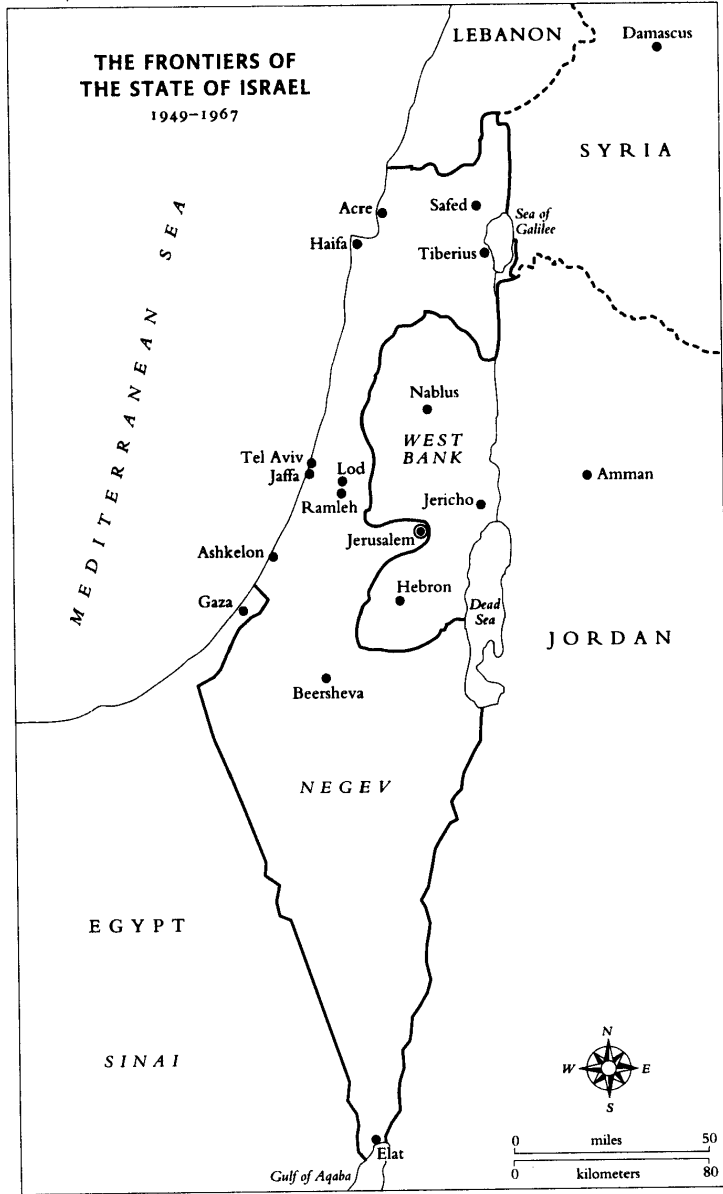 THE FRONTIERS OF
THE STATE OF ISRAEL
1949–1967
LEBANON
Damascus
SYRIA
MEDITERRANEAN SEA
Acre
Safed
Sea of
Galilee
Haifa
Tiberius
Nablus
WEST
BANK
Tel Aviv
Jaffa
Lod
Ramleh
Jericho
Amman
Jerusalem
Ashkelon
Gaza
Hebron
Dead
Sea
JORDAN
Beersheva
NEGEV
EGYPT
SINAI
N
W
E
S
Elat
Gulf of Aqaba
0 miles 50
0 kilometers 80